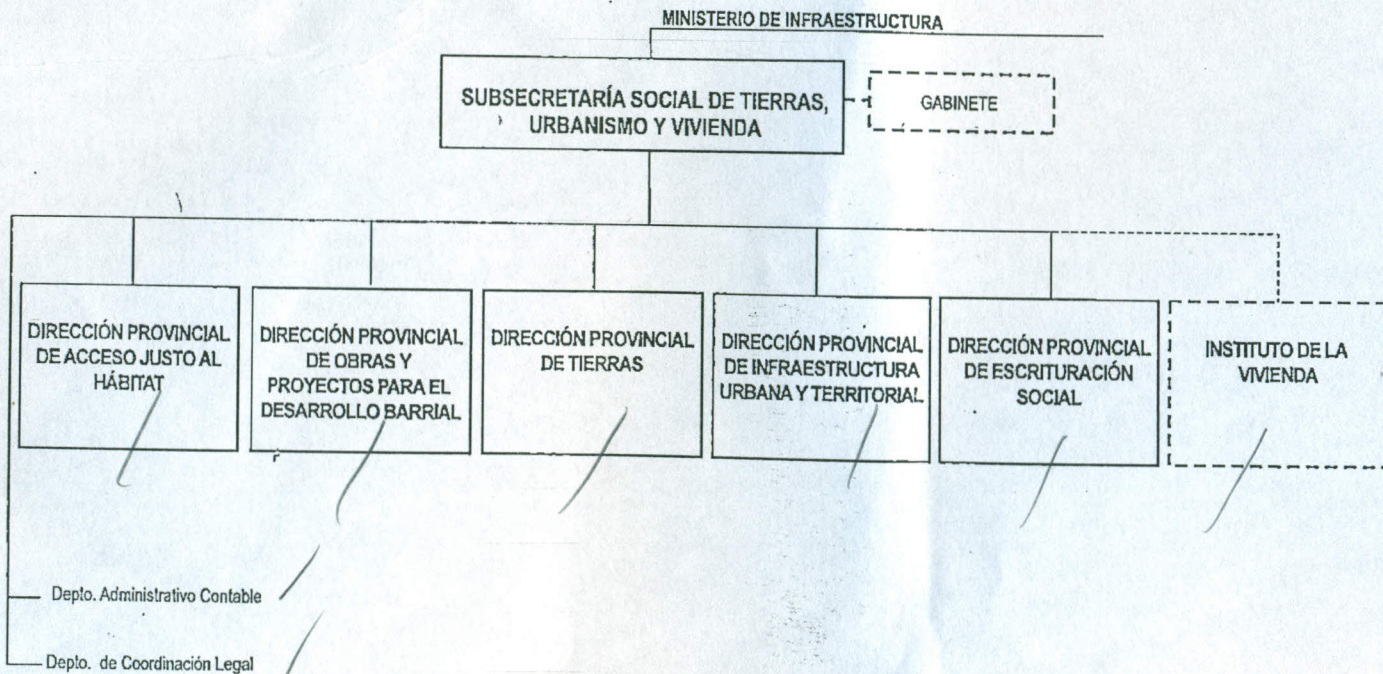 MINISTERIO DE INFRAESTRUCTURA
SUBSECRETARÍA SOCIAL DE TIERRAS,
URBANISMO Y VIVIENDA
GABINETE
DIRECCIÓN PROVINCIAL
DE ACCESO JUSTO AL
HÁBITAT
DIRECCIÓN PROVINCIAL
DE OBRAS Y
PROYECTOS PARA EL
DESARROLLO BARRIAL
DIRECCIÓN PROVINCIAL
DE TIERRAS
DIRECCIÓN PROVINCIAL
DE INFRAESTRUCTURA
URBANA Y TERRITORIAL
DIRECCIÓN PROVINCIAL
DE ESCRITURACIÓN
SOCIAL
INSTITUTO DE LA
VIVIENDA
Depto. Administrativo Contable
Depto. de Coordinación Legal